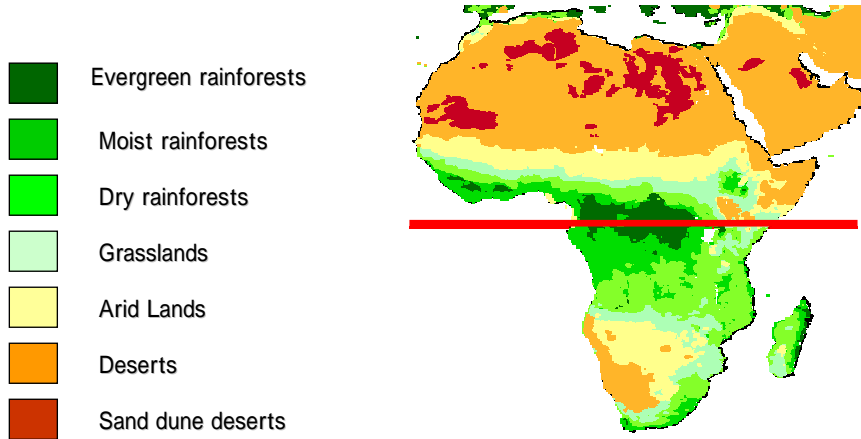 Evergreen rainforests
Moist rainforests
Dry rainforests
Grasslands
Arid Lands
Deserts
Sand dune deserts